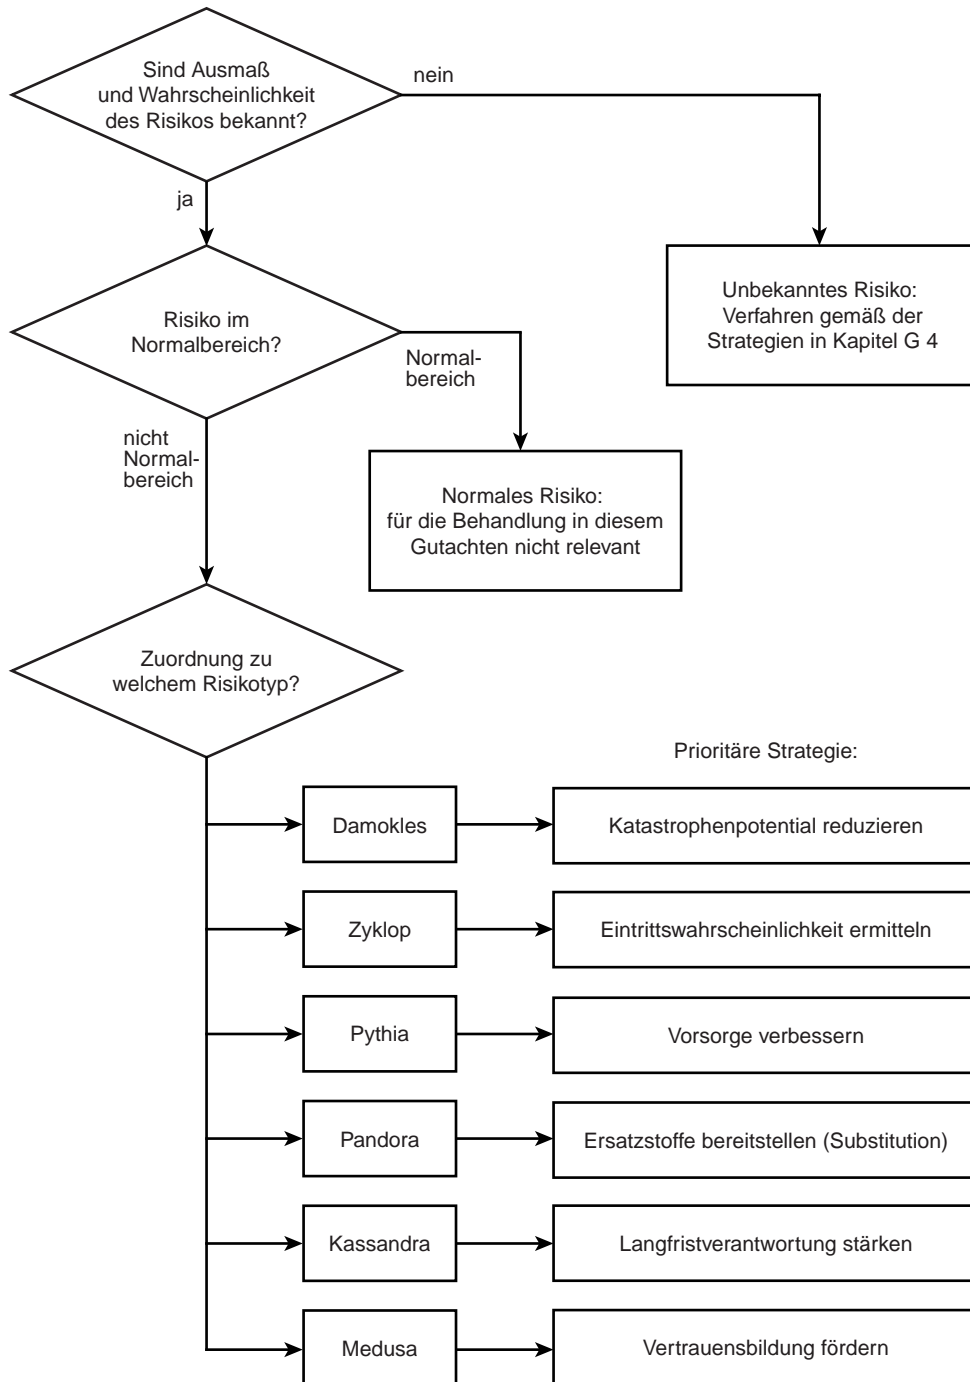 Sind Ausmaß
und Wahrscheinlichkeit
des Risikos bekannt?
nein
ja
Unbekanntes Risiko:
Verfahren gemäß der
Strategien in Kapitel G 4
Risiko im
Normalbereich?
Normal-
bereich
nicht
Normal-
bereich
Normales Risiko:
für die Behandlung in diesem
Gutachten nicht relevant
Zuordnung zu
welchem Risikotyp?
Prioritäre Strategie:
Damokles
Katastrophenpotential reduzieren
Zyklop
Eintrittswahrscheinlichkeit ermitteln
Pythia
Vorsorge verbessern
Pandora
Ersatzstoffe bereitstellen (Substitution)
Kassandra
Langfristverantwortung stärken
Medusa
Vertrauensbildung fördern